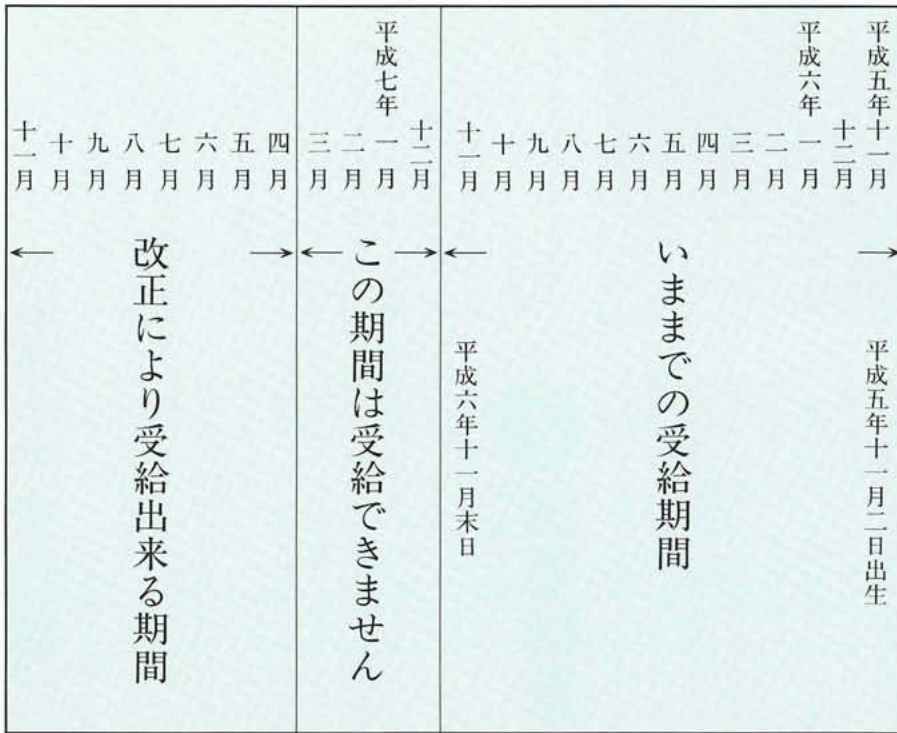 平成五年十一月
十二月
平成六年一月
二月
三月
四月
五月
六月
七月
八月
九月
十月
十一月
平成五年十一月二日出生
いままでの受給期間
平成六年十一月末日
十二月
平成七年一月
二月
三月
この期間は受給できません
四月
五月
六月
七月
八月
九月
十月
十一月
改正により受給出来る期間